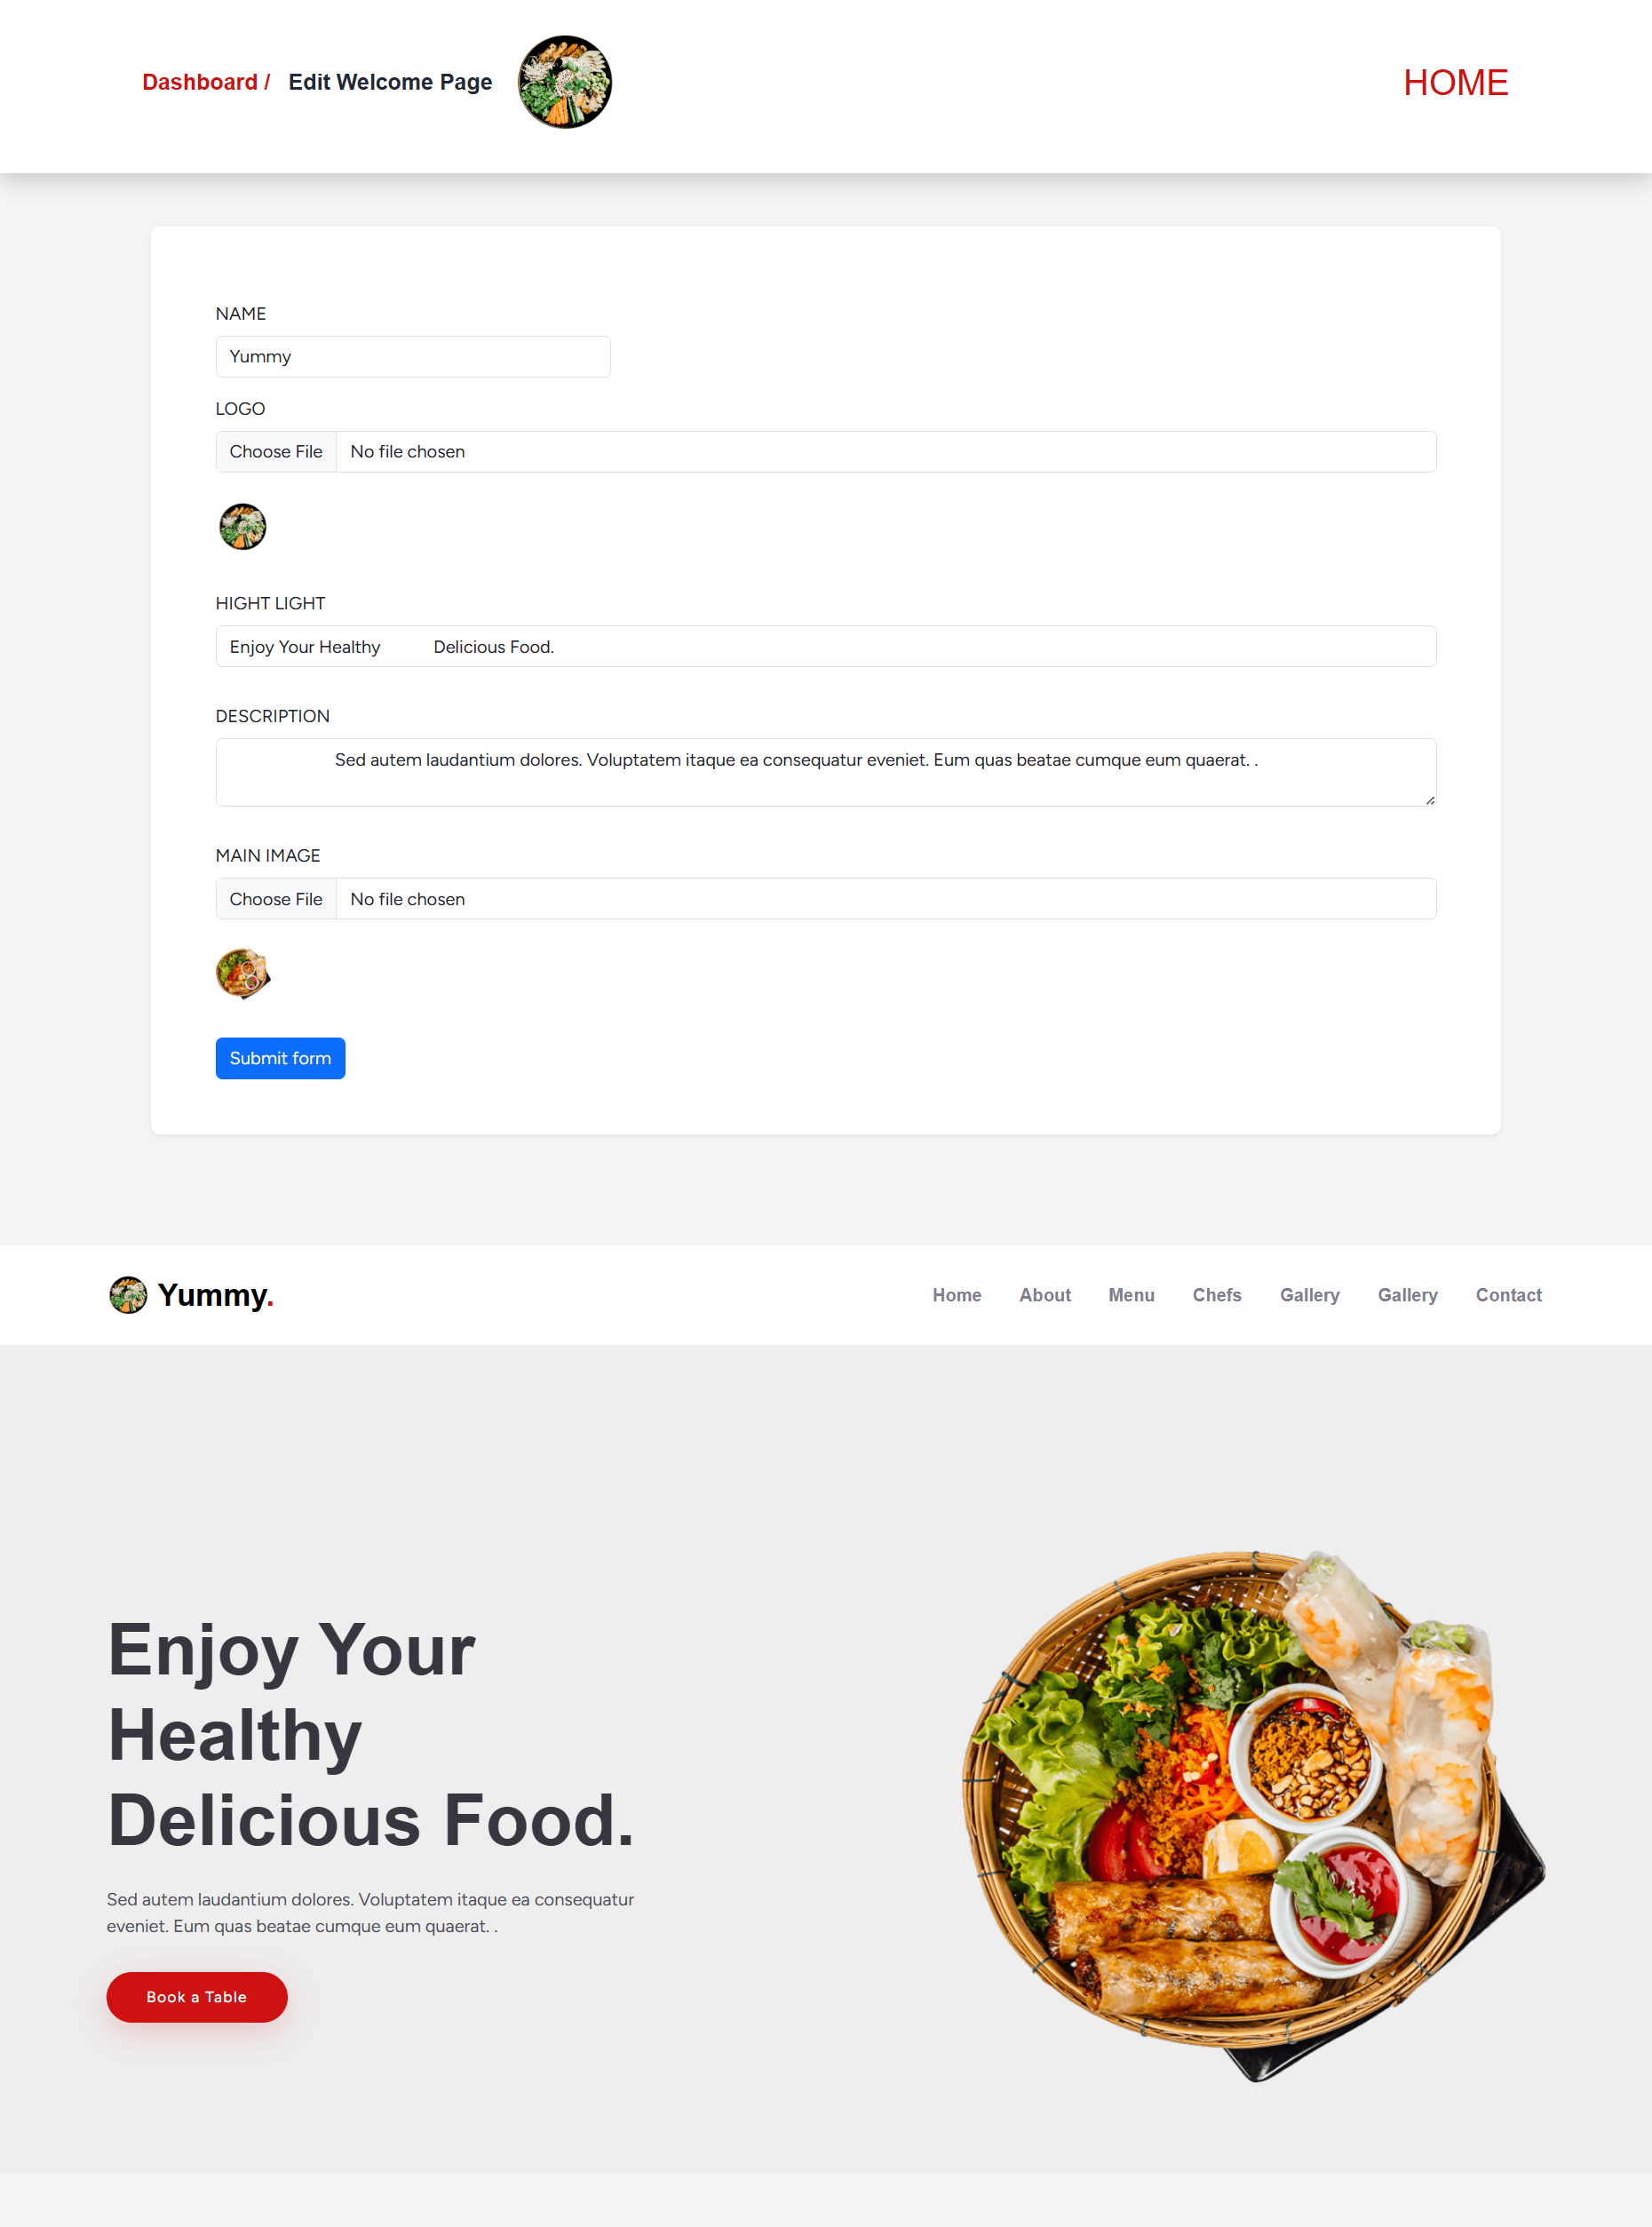 Dashboard / Edit Welcome Page
HOME
NAME
Yummy
LOGO
Choose File No file chosen
HIGHT LIGHT
Enjoy Your Healthy Delicious Food.
DESCRIPTION
Sed autem laudantium dolores. Voluptatem itaque ea consequatur eveniet. Eum quas beatae cumque eum quaerat. .
MAIN IMAGE
Choose File No file chosen
Submit form
Yummy.
Home About Menu Chefs Gallery Gallery Contact
Enjoy Your
Healthy
Delicious Food.
Sed autem laudantium dolores. Voluptatem itaque ea consequatur
eveniet. Eum quas beatae cumque eum quaerat. .
Book a Table